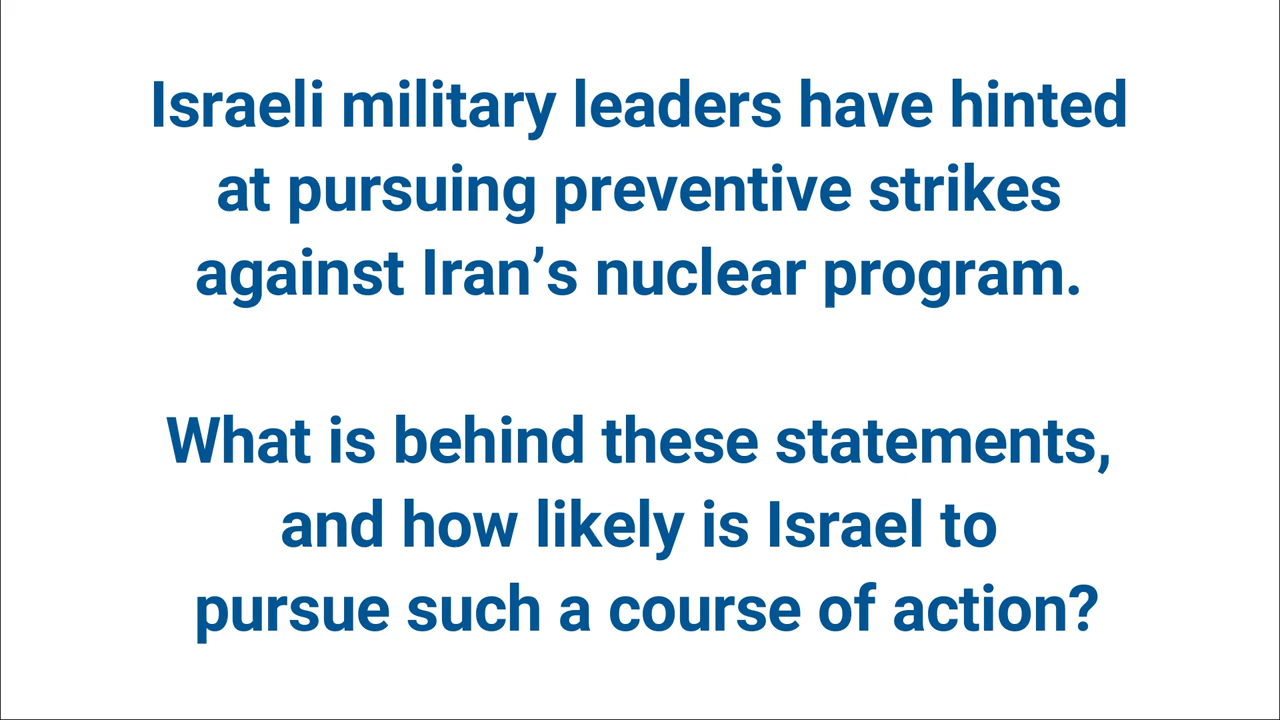 Israeli military leaders have hinted
at pursuing preventive strikes
against Iran’s nuclear program.
What is behind these statements,
and how likely is Israel to
pursue such a course of action?